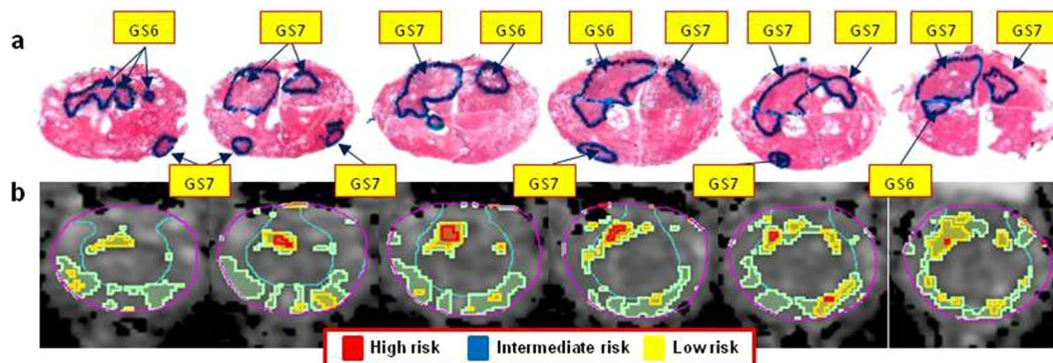 a
GS6 GS7 GS7 GS6 GS6 GS7 GS7 GS7 GS7 GS7
GS7 GS7 GS7 GS7 GS6
b
High risk Intermediate risk Low risk